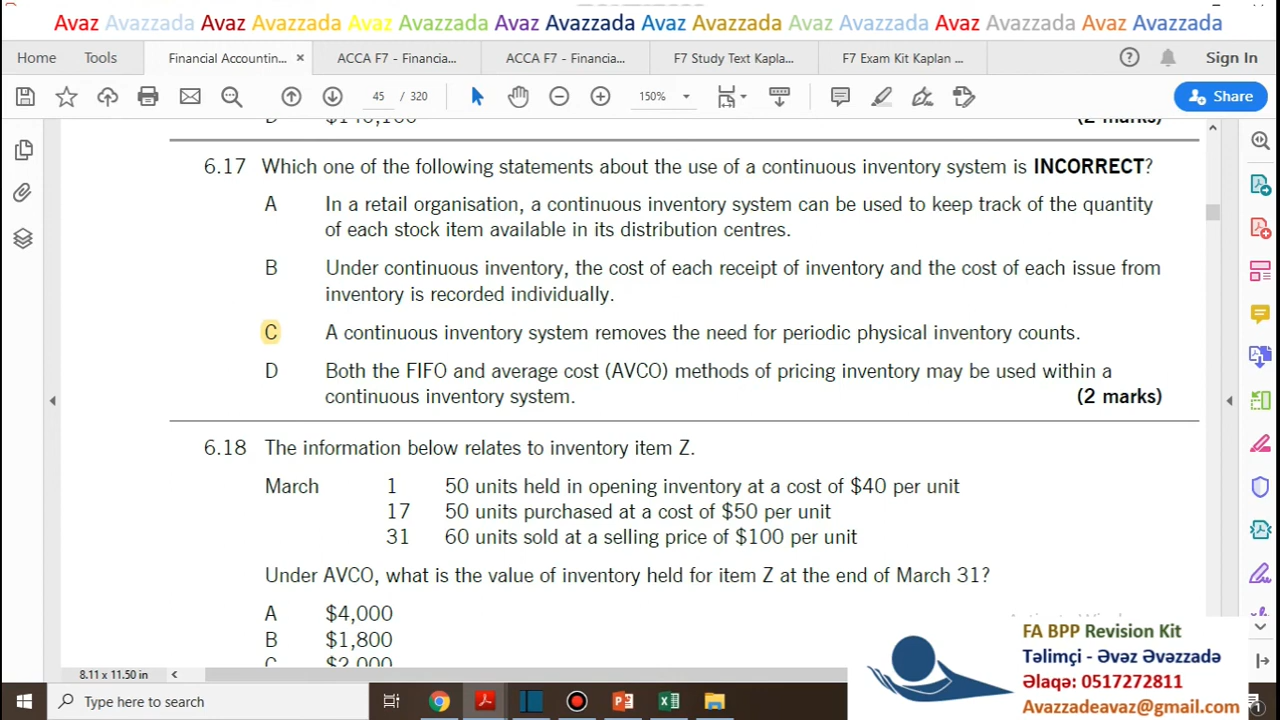 Avaz Avazzada Avaz Avazzada Avaz Avazzada Avaz Avazzada Avaz Avazzada Avaz Avazzada Avaz Avazzada Avaz Avazzada
Home Tools Financial Accountin... × ACCA F7 - Financia... ACCA F7 - Financia... F7 Study Text Kapla... F7 Exam Kit Kaplan ... Sign In
45 / 320 150% Share
D $140,100 (2 marks)
6.17 Which one of the following statements about the use of a continuous inventory system is INCORRECT?
A In a retail organisation, a continuous inventory system can be used to keep track of the quantity
of each stock item available in its distribution centres.
B Under continuous inventory, the cost of each receipt of inventory and the cost of each issue from
inventory is recorded individually.
C A continuous inventory system removes the need for periodic physical inventory counts.
D Both the FIFO and average cost (AVCO) methods of pricing inventory may be used within a
continuous inventory system. (2 marks)
6.18 The information below relates to inventory item Z.
March 1 50 units held in opening inventory at a cost of $40 per unit
17 50 units purchased at a cost of $50 per unit
31 60 units sold at a selling price of $100 per unit
Under AVCO, what is the value of inventory held for item Z at the end of March 31?
A $4,000
B $1,800
C $2,000
FA BPP Revision Kit
Təlimçi - Əvəz Əvəzzadə
Əlaqə: 0517272811
Avazzadeavaz@gmail.com
8.11 x 11.50 in
Type here to search